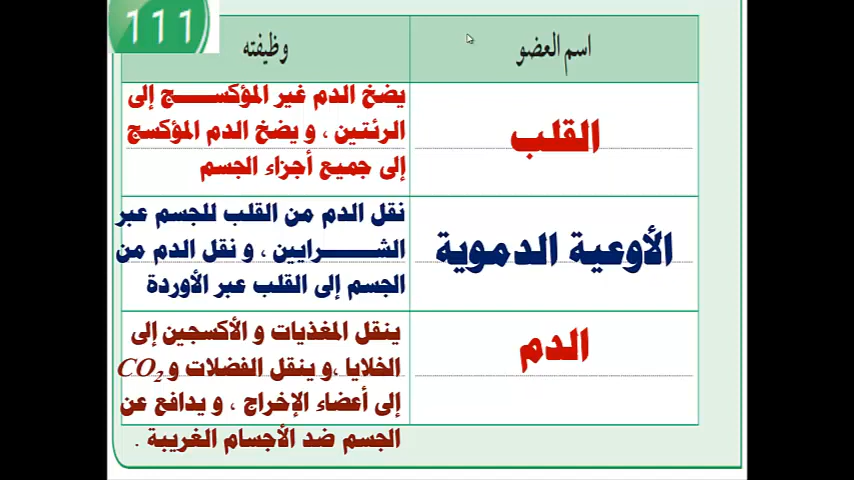 111
اسم العضو
وظيفته
القلب
يضخ الدم غير المؤكسـج إلى
الرئتين ، و يضخ الدم المؤكسج
إلى جميع أجزاء الجسم
الأوعية الدموية
نقل الدم من القلب للجسم عبر
الشـرايين ، و نقل الدم من
الجسم إلى القلب عبر الأوردة
الدم
ينقل المغذيات و الأكسجين إلى
الخلايا ،و ينقل الفضلات و CO₂
إلى أعضاء الإخراج ، و يدافع عن
الجسم ضد الأجسام الغريبة .